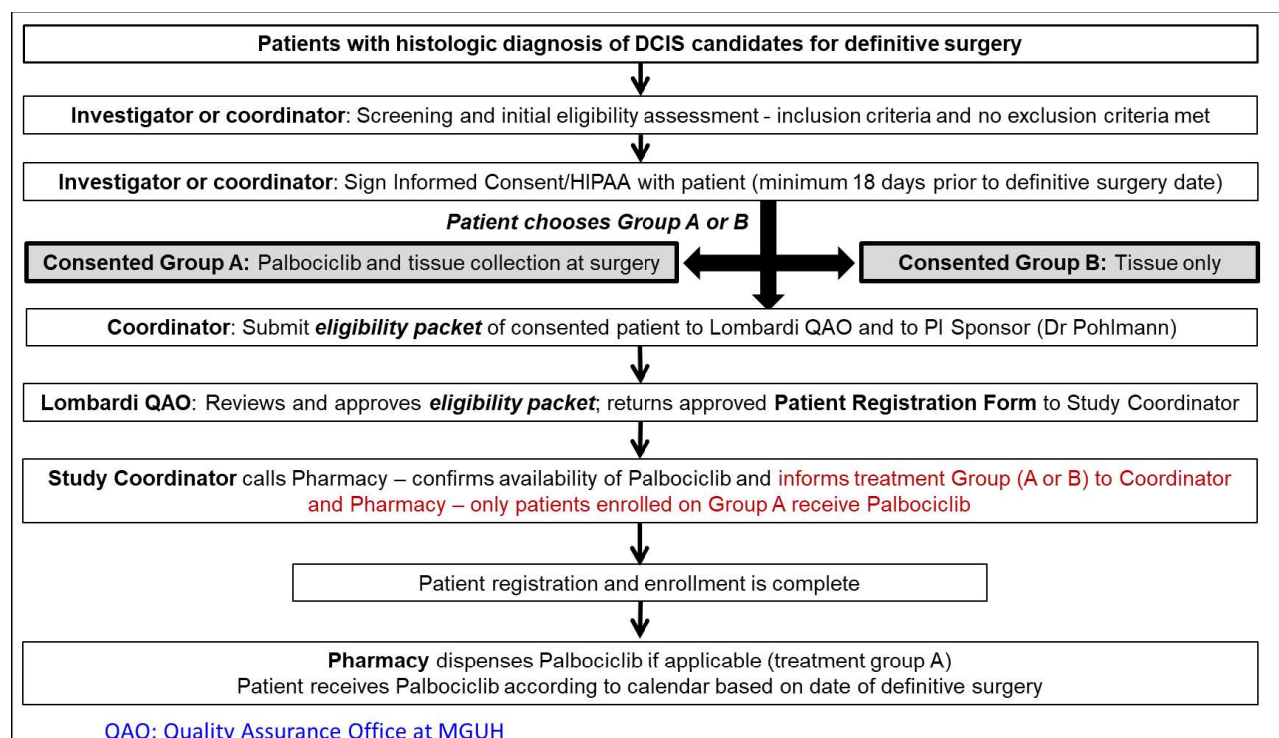 Patients with histologic diagnosis of DCIS candidates for definitive surgery
Investigator or coordinator: Screening and initial eligibility assessment - inclusion criteria and no exclusion criteria met
Investigator or coordinator: Sign Informed Consent/HIPAA with patient (minimum 18 days prior to definitive surgery date)
Patient chooses Group A or B
Consented Group A: Palbociclib and tissue collection at surgery
Consented Group B: Tissue only
Coordinator: Submit eligibility packet of consented patient to Lombardi QAO and to PI Sponsor (Dr Pohlmann)
Lombardi QAO: Reviews and approves eligibility packet; returns approved Patient Registration Form to Study Coordinator
Study Coordinator calls Pharmacy – confirms availability of Palbociclib and informs treatment Group (A or B) to Coordinator
and Pharmacy – only patients enrolled on Group A receive Palbociclib
Patient registration and enrollment is complete
Pharmacy dispenses Palbociclib if applicable (treatment group A)
Patient receives Palbociclib according to calendar based on date of definitive surgery
QAO: Quality Assurance Office at MGUH